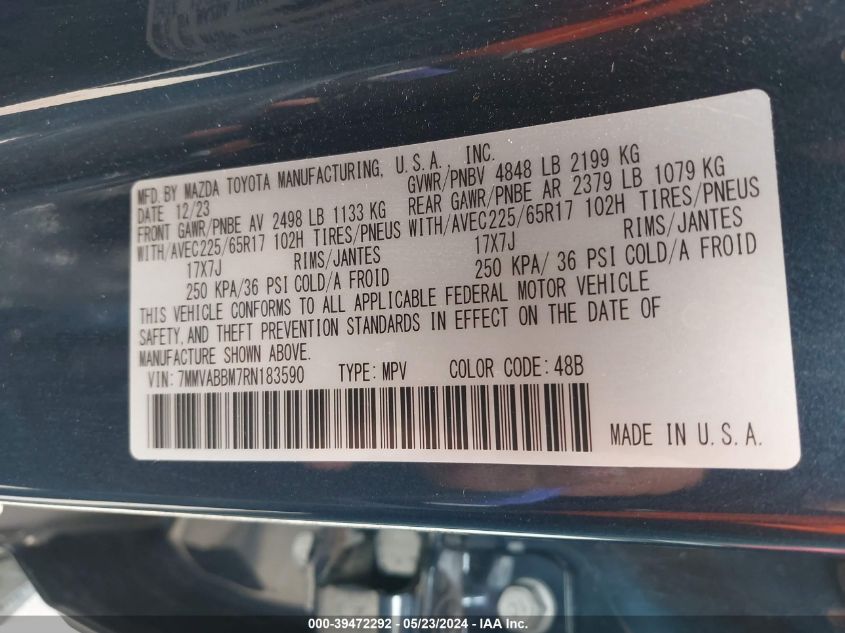 MFD. BY MAZDA TOYOTA MANUFACTURING, U.S.A., INC.
DATE 12/23 GVWR/PNBV 4848 LB 2199 KG
FRONT GAWR/PNBE AV 2498 LB 1133 KG REAR GAWR/PNBE AR 2379 LB 1079 KG
WITH/AVEC225/65R17 102H TIRES/PNEUS WITH/AVEC225/65R17 102H TIRES/PNEUS
17X7J RIMS/JANTES 17X7J RIMS/JANTES
250 KPA/36 PSI COLD/A FROID 250 KPA/ 36 PSI COLD/A FROID
THIS VEHICLE CONFORMS TO ALL APPLICABLE FEDERAL MOTOR VEHICLE
SAFETY, AND THEFT PREVENTION STANDARDS IN EFFECT ON THE DATE OF
MANUFACTURE SHOWN ABOVE.
VIN: 7MMVABBM7RN183590 TYPE: MPV COLOR CODE: 48B
MADE IN U.S.A.
000-39472292 - 05/23/2024 - IAA Inc.